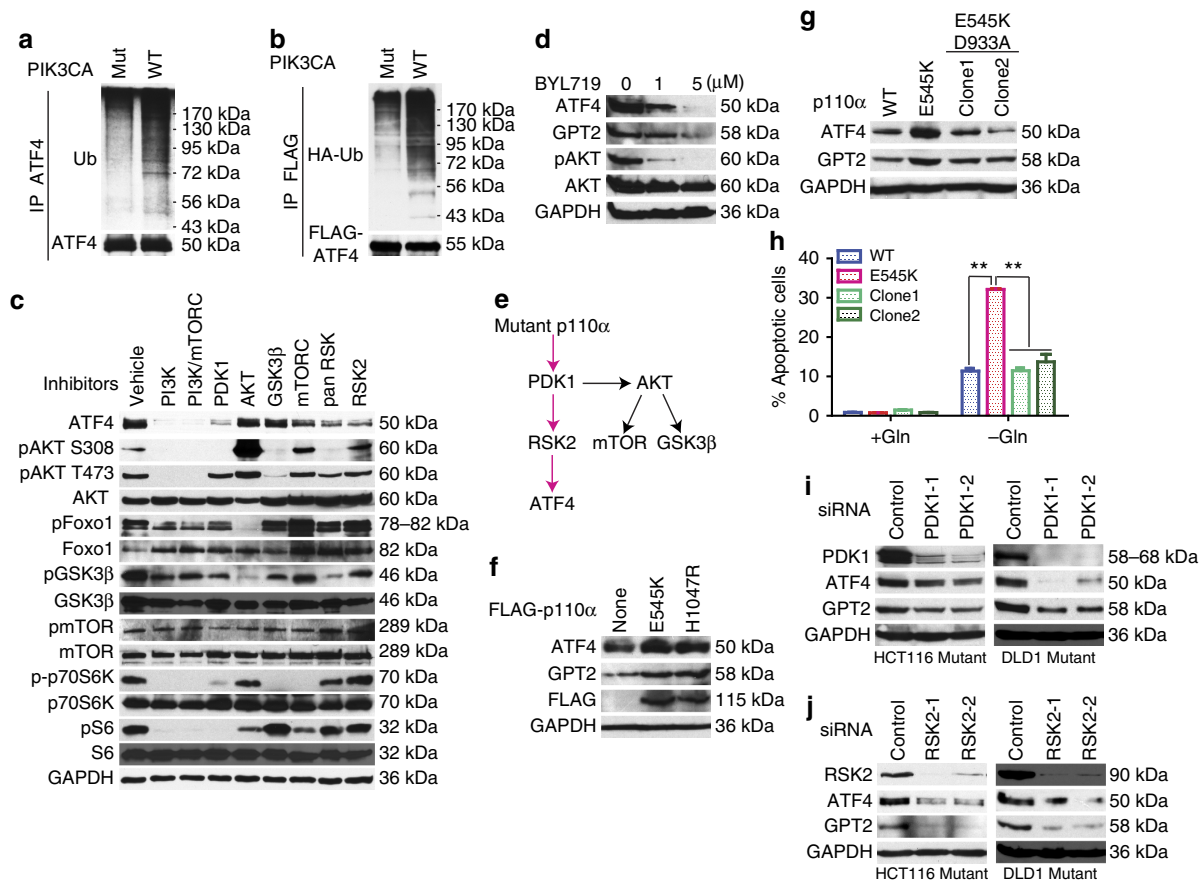 a
PIK3CA
Mut
WT
IP ATF4
Ub
170 kDa
130 kDa
95 kDa
72 kDa
56 kDa
43 kDa
ATF4
50 kDa
b
PIK3CA
Mut
WT
IP FLAG
HA-Ub
170 kDa
130 kDa
95 kDa
72 kDa
56 kDa
43 kDa
FLAG-
ATF4
55 kDa
c
Inhibitors
Vehicle
PI3K
PI3K/mTORC
PDK1
AKT
GSK3β
mTORC
pan RSK
RSK2
ATF4 50 kDa
pAKT S308 60 kDa
pAKT T473 60 kDa
AKT 60 kDa
pFoxo1 78–82 kDa
Foxo1 82 kDa
pGSK3β 46 kDa
GSK3β 46 kDa
pmTOR 289 kDa
mTOR 289 kDa
p-p70S6K 70 kDa
p70S6K 70 kDa
pS6 32 kDa
S6 32 kDa
GAPDH 36 kDa
d
BYL719 0 1 5 (μM)
ATF4 50 kDa
GPT2 58 kDa
pAKT 60 kDa
AKT 60 kDa
GAPDH 36 kDa
e
Mutant p110α
PDK1 AKT
RSK2 mTOR GSK3β
ATF4
f
FLAG-p110α
None
E545K
H1047R
ATF4 50 kDa
GPT2 58 kDa
FLAG 115 kDa
GAPDH 36 kDa
g
E545K
D933A
p110α
WT
E545K
Clone1
Clone2
ATF4 50 kDa
GPT2 58 kDa
GAPDH 36 kDa
h
% Apoptotic cells
40
30
20
10
0
WT
E545K
Clone1
Clone2
** **
+Gln –Gln
i
siRNA
Control
PDK1-1
PDK1-2
Control
PDK1-1
PDK1-2
PDK1 58–68 kDa
ATF4 50 kDa
GPT2 58 kDa
GAPDH 36 kDa
HCT116 Mutant DLD1 Mutant
j
siRNA
Control
RSK2-1
RSK2-2
Control
RSK2-1
RSK2-2
RSK2 90 kDa
ATF4 50 kDa
GPT2 58 kDa
GAPDH 36 kDa
HCT116 Mutant DLD1 Mutant